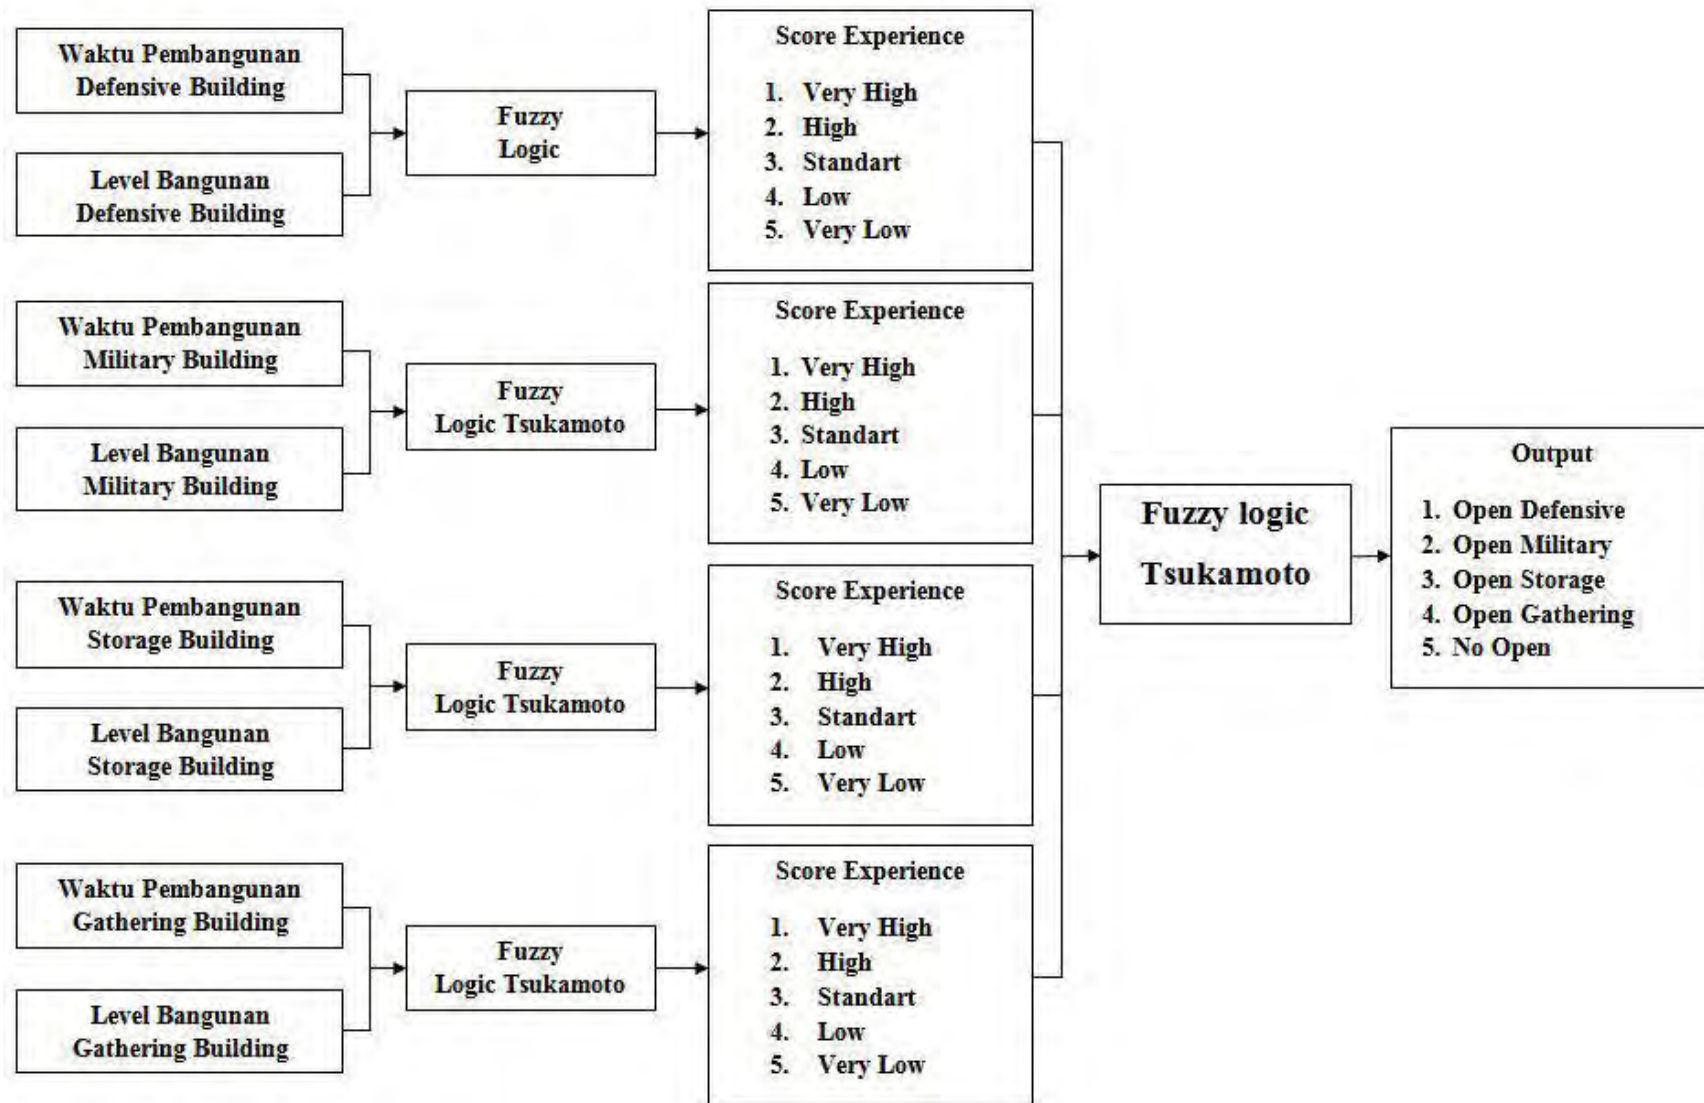 Waktu Pembangunan
Defensive Building
Level Bangunan
Defensive Building
Fuzzy
Logic
Score Experience
1. Very High
2. High
3. Standart
4. Low
5. Very Low
Waktu Pembangunan
Military Building
Level Bangunan
Military Building
Fuzzy
Logic Tsukamoto
Score Experience
1. Very High
2. High
3. Standart
4. Low
5. Very Low
Waktu Pembangunan
Storage Building
Level Bangunan
Storage Building
Fuzzy
Logic Tsukamoto
Score Experience
1. Very High
2. High
3. Standart
4. Low
5. Very Low
Waktu Pembangunan
Gathering Building
Level Bangunan
Gathering Building
Fuzzy
Logic Tsukamoto
Score Experience
1. Very High
2. High
3. Standart
4. Low
5. Very Low
Fuzzy logic
Tsukamoto
Output
1. Open Defensive
2. Open Military
3. Open Storage
4. Open Gathering
5. No Open